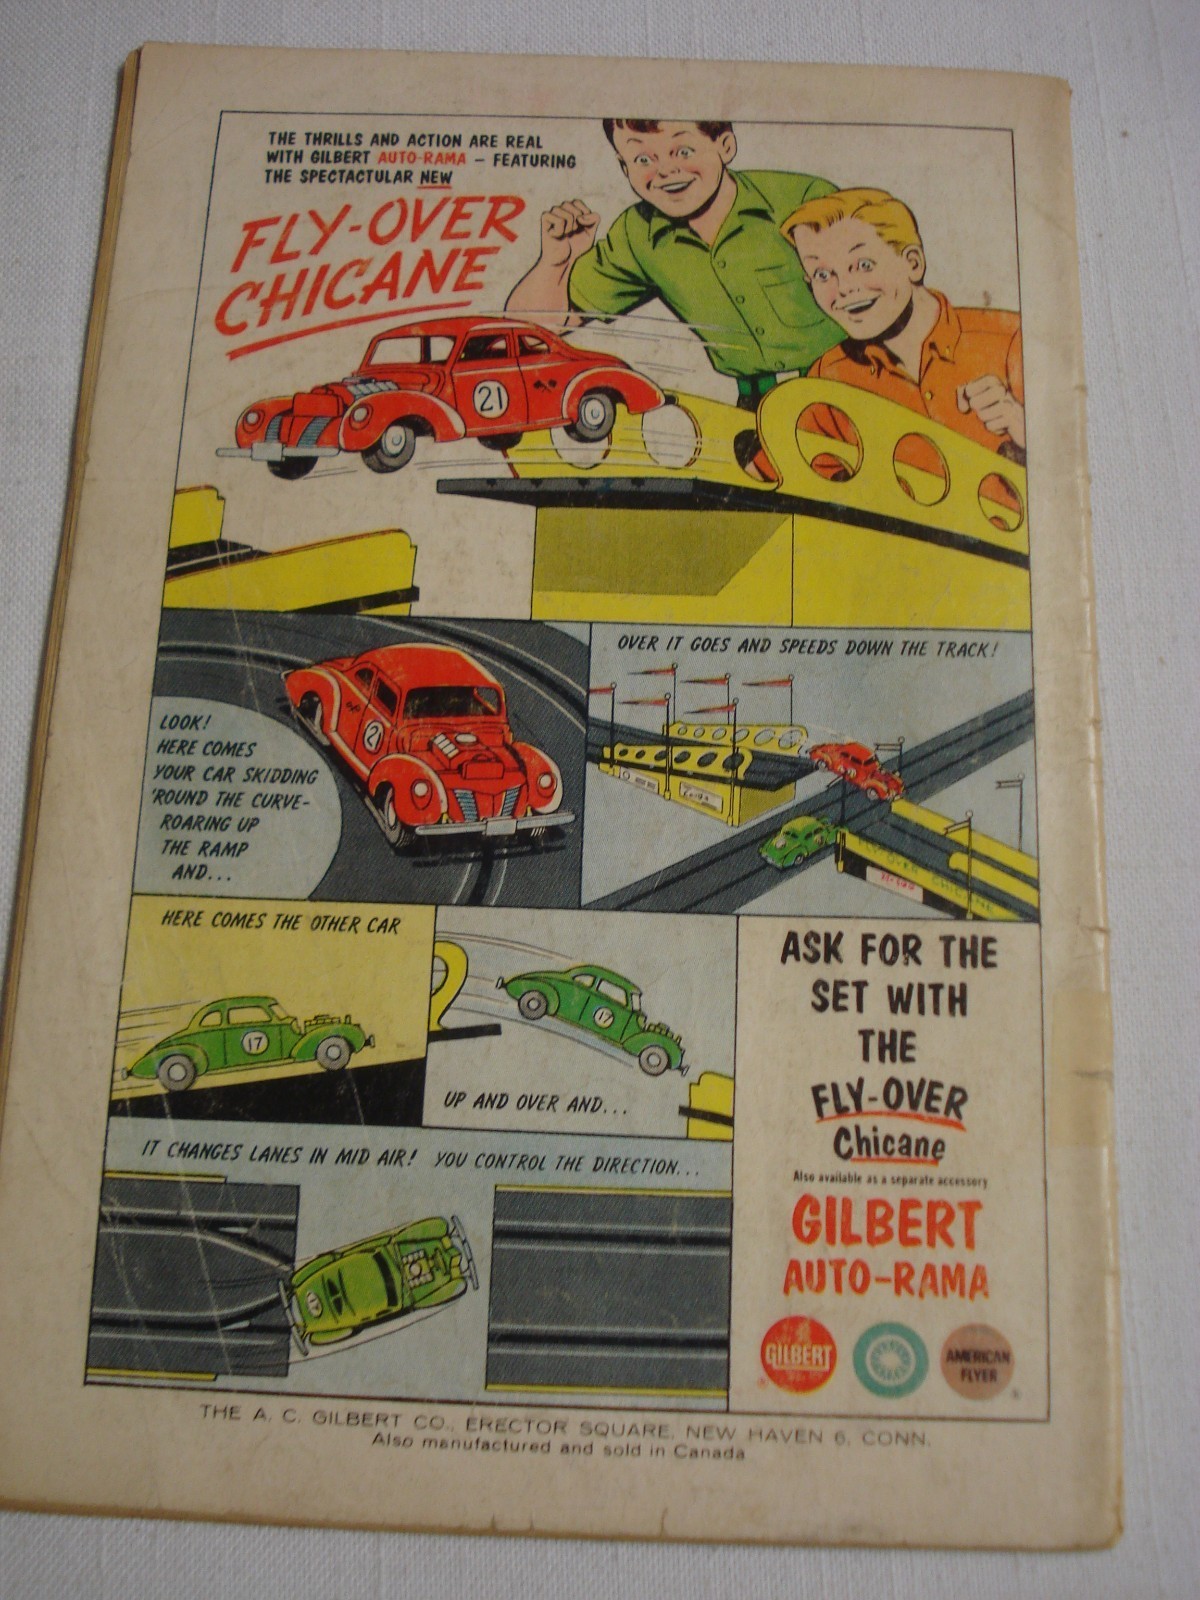 THE THRILLS AND ACTION ARE REAL
WITH GILBERT AUTO-RAMA – FEATURING
THE SPECTACTULAR NEW
FLY-OVER
CHICANE
21
LOOK!
HERE COMES
YOUR CAR SKIDDING
'ROUND THE CURVE-
ROARING UP
THE RAMP
AND...
21
OVER IT GOES AND SPEEDS DOWN THE TRACK!
FLY-OVER CHICANE
HERE COMES THE OTHER CAR
17
17
UP AND OVER AND...
IT CHANGES LANES IN MID AIR! YOU CONTROL THE DIRECTION...
ASK FOR THE
SET WITH
THE
FLY-OVER
Chicane
Also available as a separate accessory
GILBERT
AUTO-RAMA
GILBERT
AMERICAN
FLYER
THE A. C. GILBERT CO., ERECTOR SQUARE, NEW HAVEN 6, CONN.
Also manufactured and sold in Canada